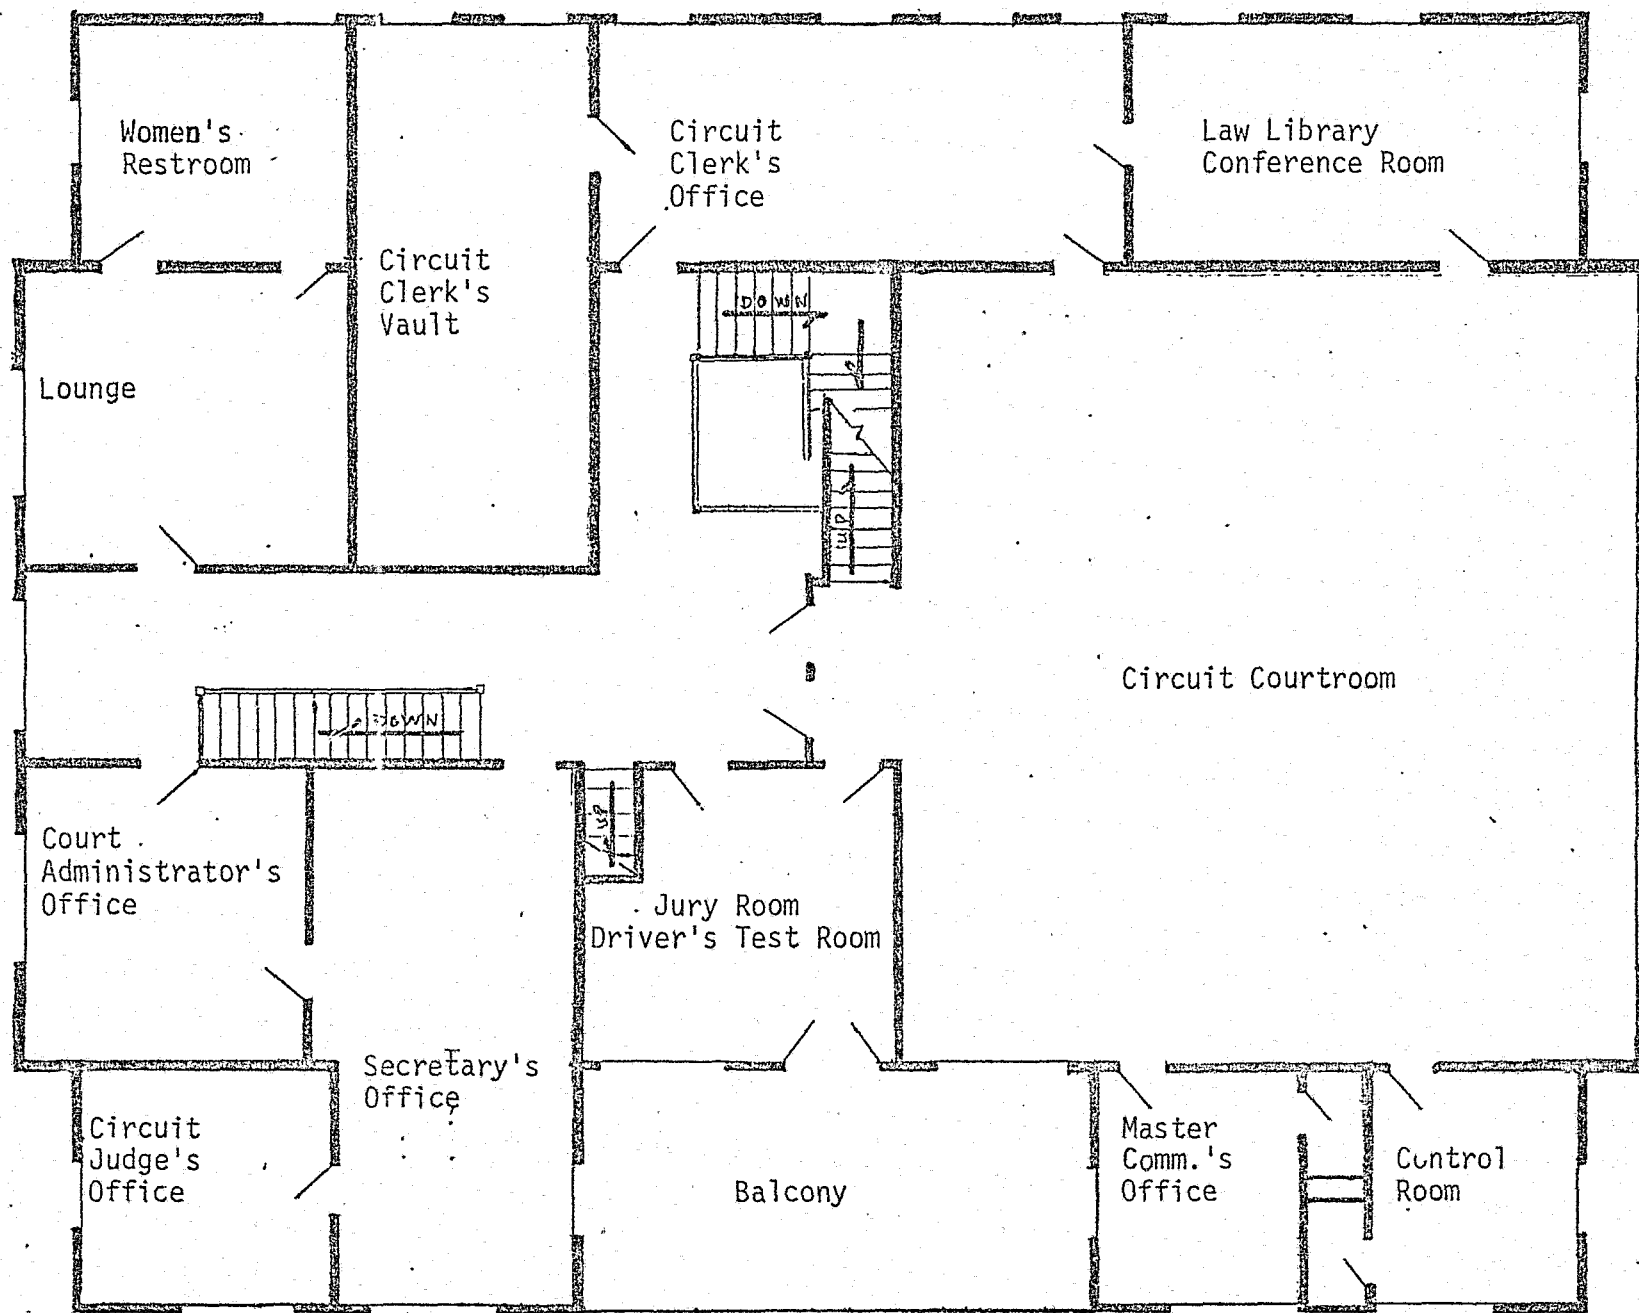 Women's
Restroom
Circuit
Clerk's
Office
Law Library
Conference Room
Circuit
Clerk's
Vault
DOWN
Lounge
UP
Circuit Courtroom
DOWN
UP
Court
Administrator's
Office
Jury Room
Driver's Test Room
Secretary's
Office
Circuit
Judge's
Office
Balcony
Master
Comm.'s
Office
Control
Room